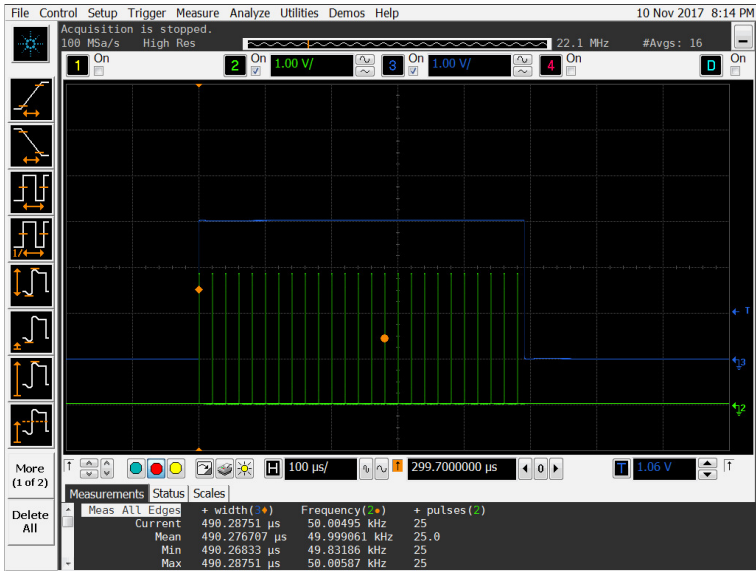 File Control Setup Trigger Measure Analyze Utilities Demos Help 10 Nov 2017 8:14 PM
Acquisition is stopped.
100 MSa/s High Res 22.1 MHz #Avgs: 16
1 On 2 On 1.00 V/ 3 On 1.00 V/ 4 On D On
T
3
2
1/
More
(1 of 2)
H 100 µs/ 299.7000000 µs 0 T 1.06 V
Measurements Status Scales
Delete
All
Meas All Edges + width(3♦) Frequency(2●) + pulses(2)
Current 490.28751 µs 50.00495 kHz 25
Mean 490.276707 µs 49.999061 kHz 25.0
Min 490.26833 µs 49.83186 kHz 25
Max 490.28751 µs 50.00587 kHz 25